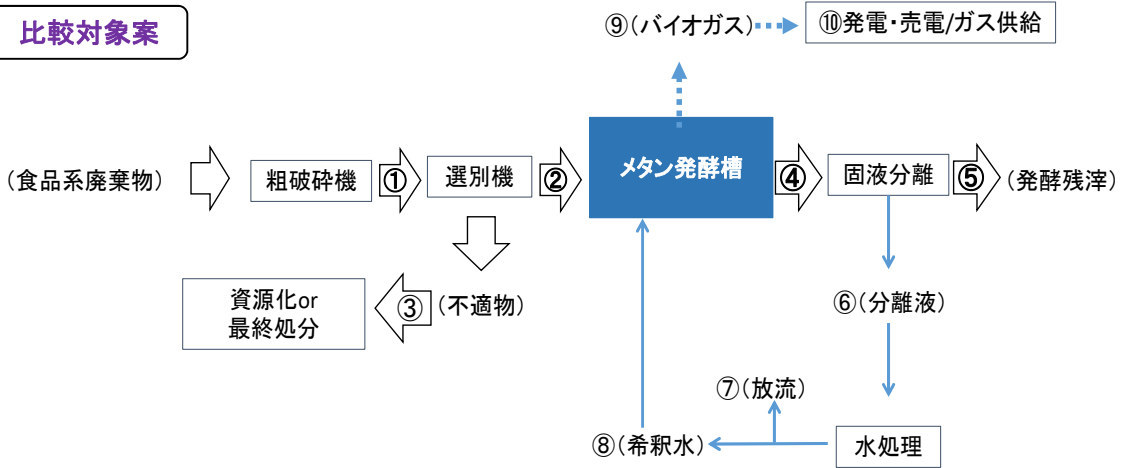 比較対象案
⑨(バイオガス)
⑩発電・売電/ガス供給
(食品系廃棄物)
粗破砕機
①
選別機
②
メタン発酵槽
④
固液分離
⑤
(発酵残滓)
資源化or
最終処分
③
(不適物)
⑥(分離液)
⑦(放流)
⑧(希釈水)
水処理